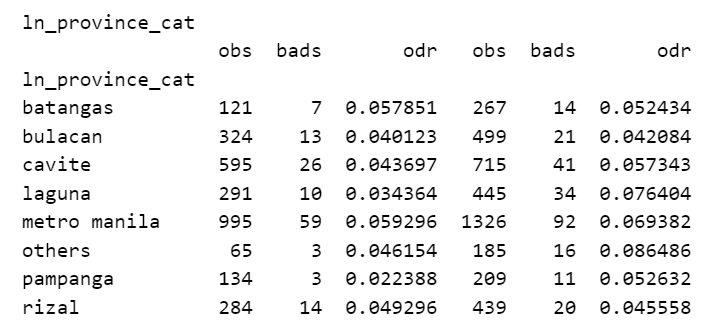 ln_province_cat
obs bads odr obs bads odr
ln_province_cat
batangas 121 7 0.057851 267 14 0.052434
bulacan 324 13 0.040123 499 21 0.042084
cavite 595 26 0.043697 715 41 0.057343
laguna 291 10 0.034364 445 34 0.076404
metro manila 995 59 0.059296 1326 92 0.069382
others 65 3 0.046154 185 16 0.086486
pampanga 134 3 0.022388 209 11 0.052632
rizal 284 14 0.049296 439 20 0.045558